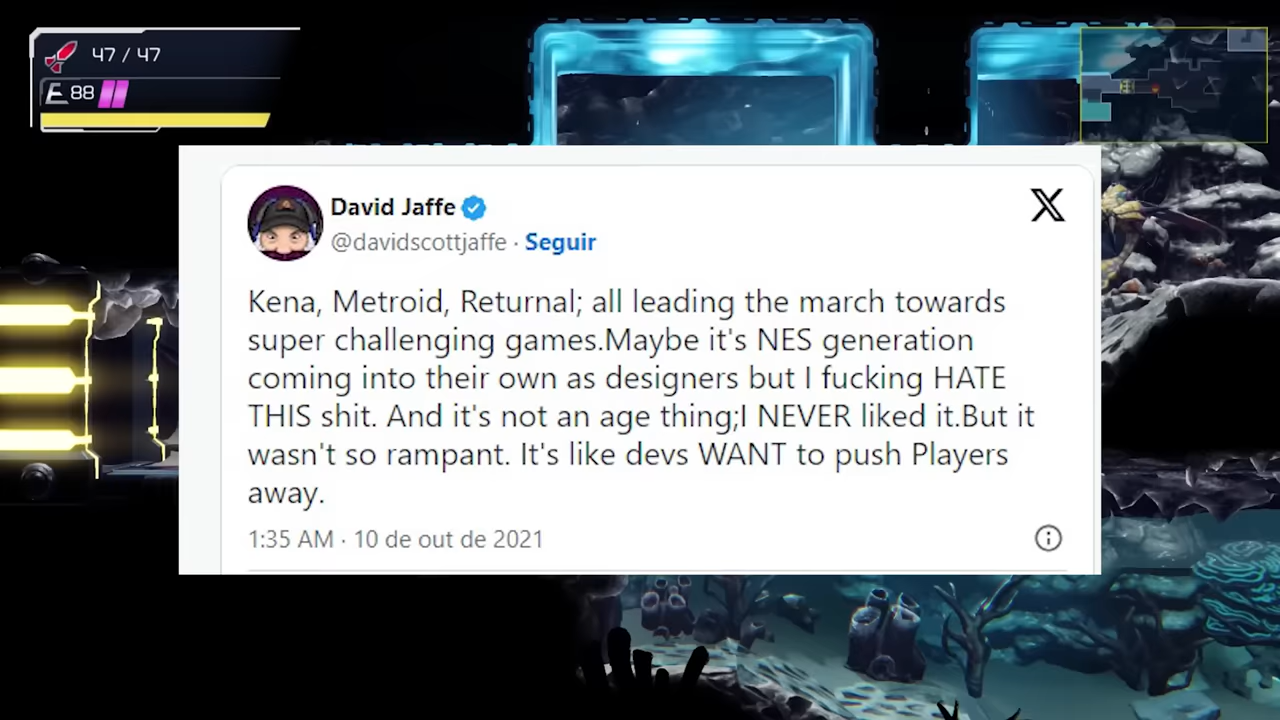 47 / 47
E 88
David Jaffe
@davidscottjaffe · Seguir
Kena, Metroid, Returnal; all leading the march towards
super challenging games.Maybe it's NES generation
coming into their own as designers but I fucking HATE
THIS shit. And it's not an age thing;I NEVER liked it.But it
wasn't so rampant. It's like devs WANT to push Players
away.
1:35 AM · 10 de out de 2021